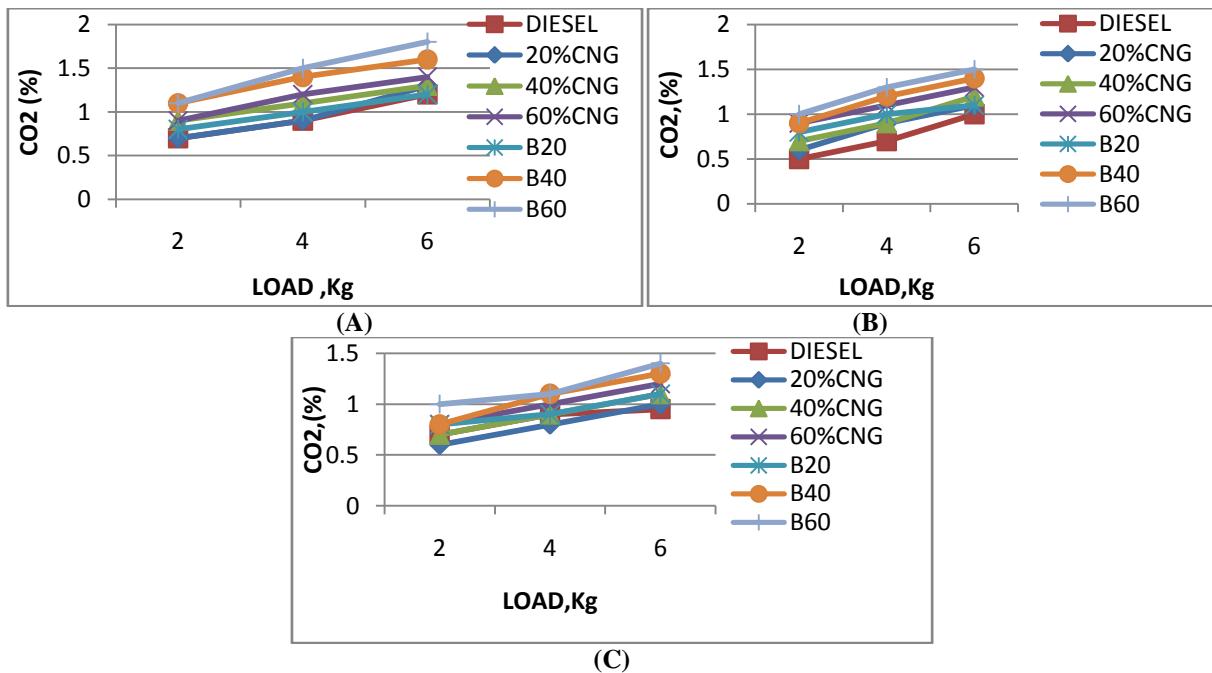 2
1.5
1
0.5
0
CO2 (%)
2 4 6
LOAD ,Kg
DIESEL
20%CNG
40%CNG
60%CNG
B20
B40
B60
(A)
2
1.5
1
0.5
0
CO2,(%)
2 4 6
LOAD,Kg
DIESEL
20%CNG
40%CNG
60%CNG
B20
B40
B60
(B)
1.5
1
0.5
0
CO2,(%)
2 4 6
LOAD,Kg
DIESEL
20%CNG
40%CNG
60%CNG
B20
B40
B60
(C)